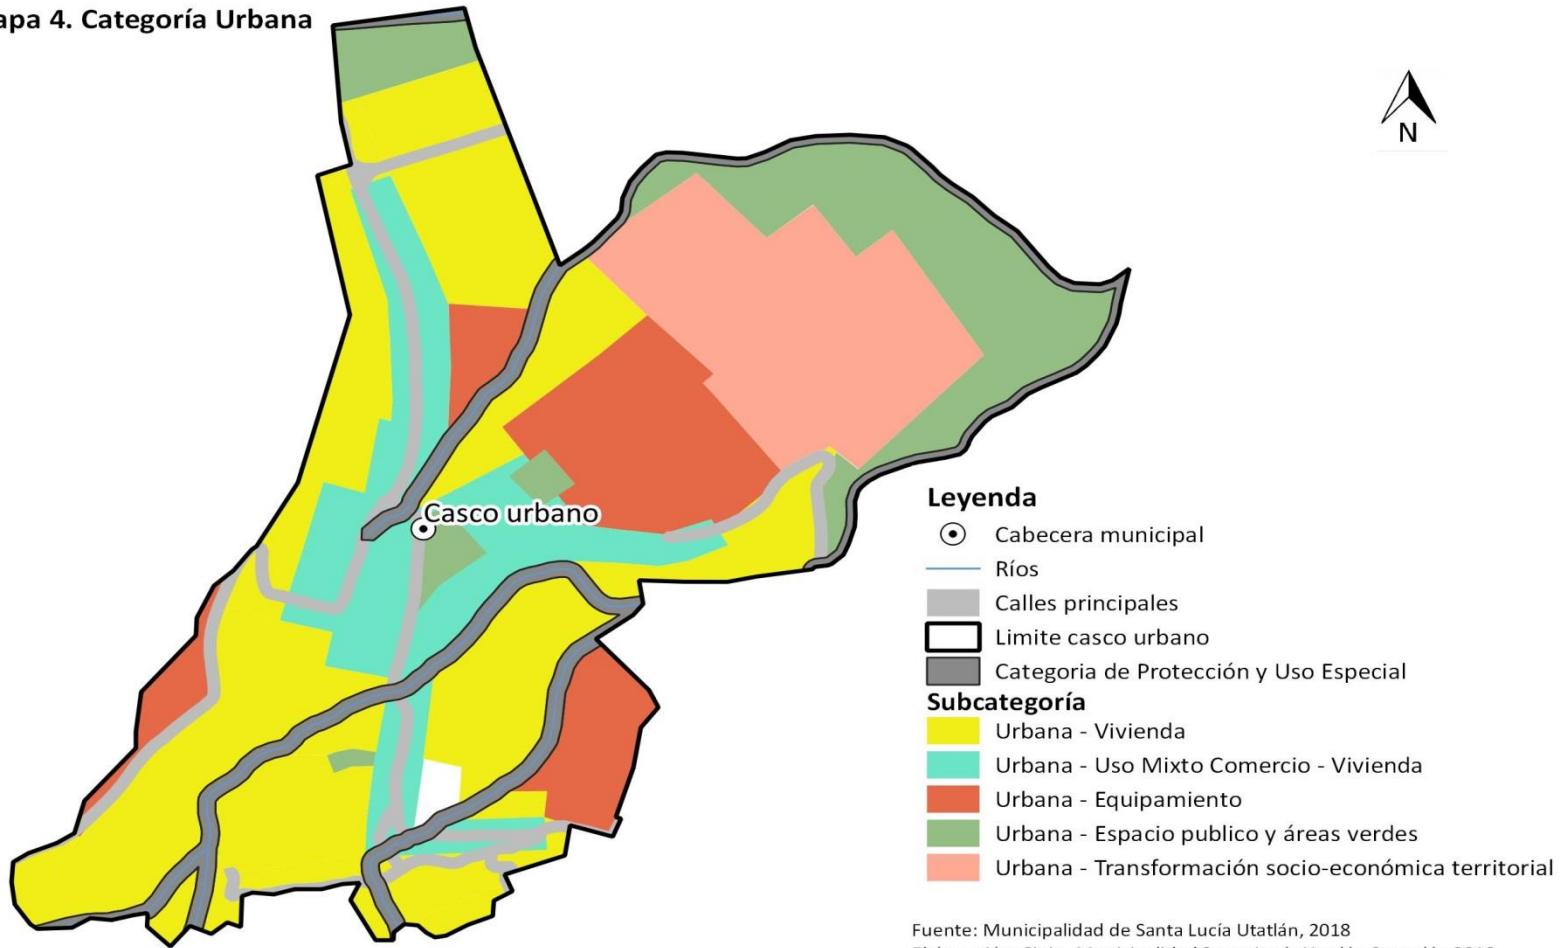 apa 4. Categoría Urbana
N
Casco urbano
Leyenda
Cabecera municipal
Ríos
Calles principales
Limite casco urbano
Categoria de Protección y Uso Especial
Subcategoría
Urbana - Vivienda
Urbana - Uso Mixto Comercio - Vivienda
Urbana - Equipamiento
Urbana - Espacio publico y áreas verdes
Urbana - Transformación socio-económica territorial
Fuente: Municipalidad de Santa Lucía Utatlán, 2018